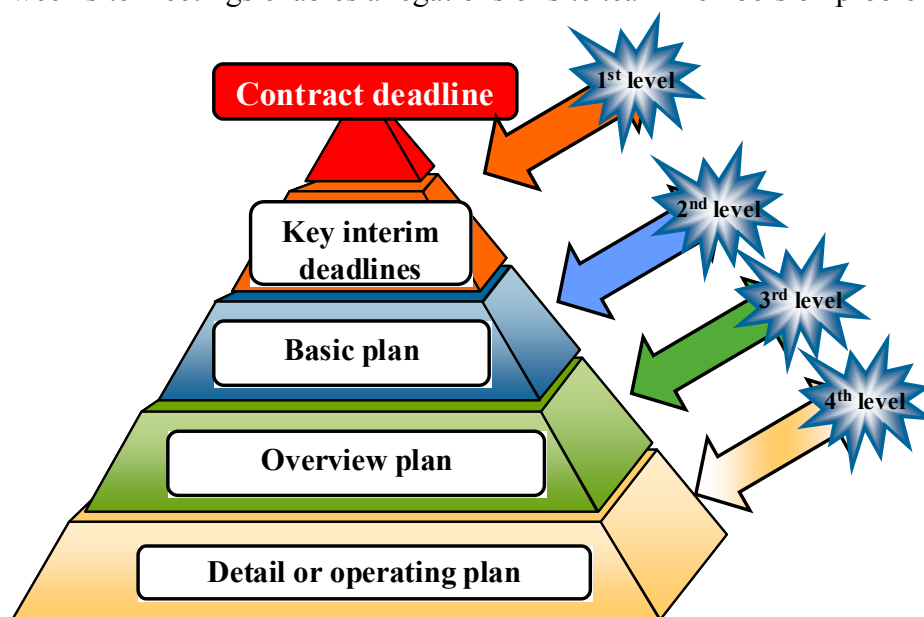 Contract deadline
1st level
Key interim
deadlines
2nd level
Basic plan
3rd level
Overview plan
4th level
Detail or operating plan